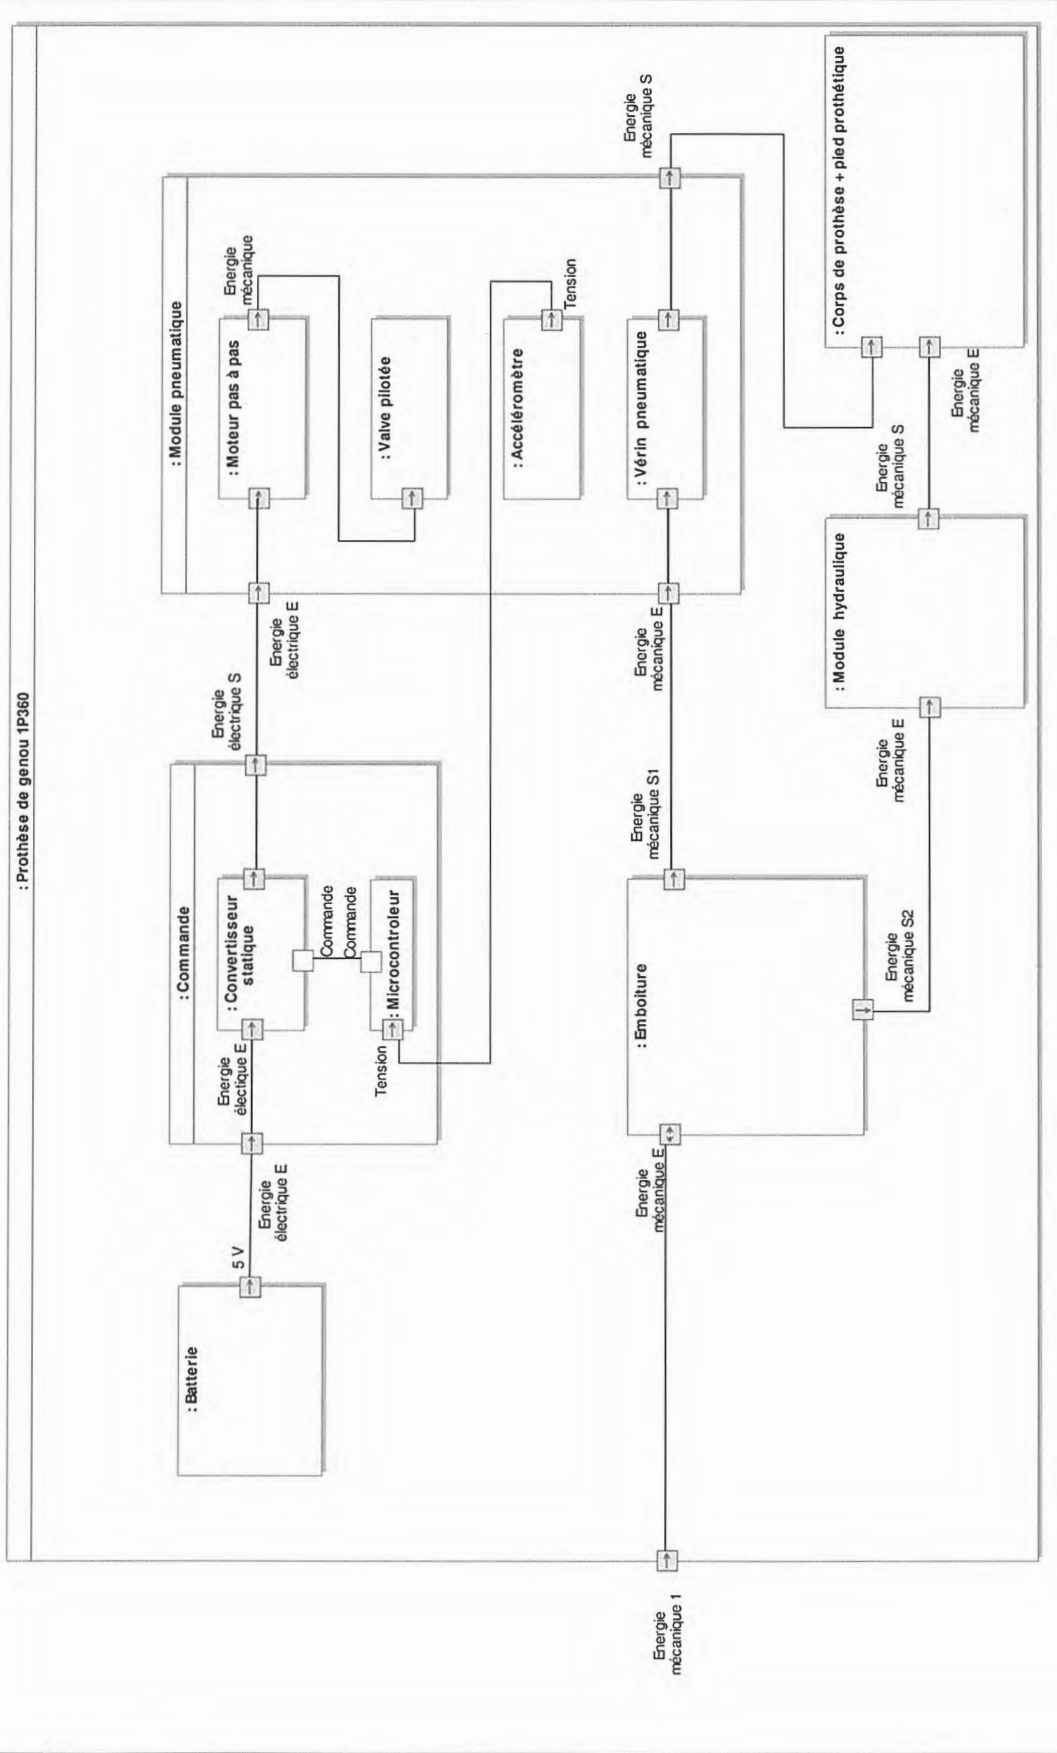 : Prothèse de genou 1P360
: Batterie
5 V
Energie
électrique E
: Commande
Energie
électique E
: Convertisseur
statique
Commande
Commande
: Microcontroleur
Tension
Energie
électrique S
Energie
électrique E
: Module pneumatique
: Moteur pas à pas
Energie
mécanique
: Valve pilotée
: Accéléromètre
Tension
: Vérin pneumatique
Energie
mécanique S
Energie
mécanique 1
Energie
mécanique E
: Emboiture
Energie
mécanique S1
Energie
mécanique E
Energie
mécanique S2
Energie
mécanique E
: Module hydraulique
Energie
mécanique S
Energie
mécanique E
: Corps de prothèse + pied prothétique